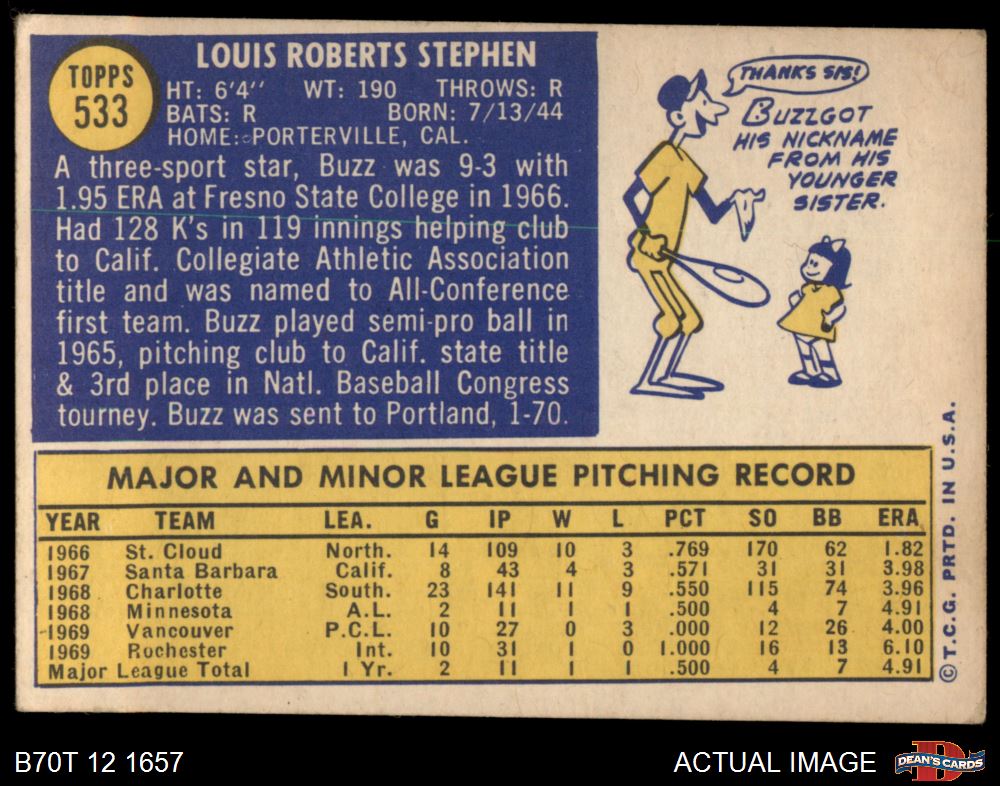 TOPPS
533
LOUIS ROBERTS STEPHEN
HT: 6'4" WT: 190 THROWS: R
BATS: R BORN: 7/13/44
HOME: PORTERVILLE, CAL.
A three-sport star, Buzz was 9-3 with
1.95 ERA at Fresno State College in 1966.
Had 128 K's in 119 innings helping club
to Calif. Collegiate Athletic Association
title and was named to All-Conference
first team. Buzz played semi-pro ball in
1965, pitching club to Calif. state title
& 3rd place in Natl. Baseball Congress
tourney. Buzz was sent to Portland, 1-70.
THANKS SIS!
BUZZ GOT
HIS NICKNAME
FROM HIS
YOUNGER
SISTER.
MAJOR AND MINOR LEAGUE PITCHING RECORD
YEAR TEAM LEA. G IP W L PCT SO BB ERA
1966 St. Cloud North. 14 109 10 3 .769 170 62 1.82
1967 Santa Barbara Calif. 8 43 4 3 .571 31 31 3.98
1968 Charlotte South. 23 141 11 9 .550 115 74 3.96
1968 Minnesota A.L. 2 11 1 1 .500 4 7 4.91
1969 Vancouver P.C.L. 10 27 0 3 .000 12 26 4.00
1969 Rochester Int. 10 31 1 0 1.000 16 13 6.10
Major League Total 1 Yr. 2 11 1 1 .500 4 7 4.91
© T.C.G. PRTD. IN U.S.A.
B70T 12 1657
ACTUAL IMAGE
D
DEAN'S CARDS